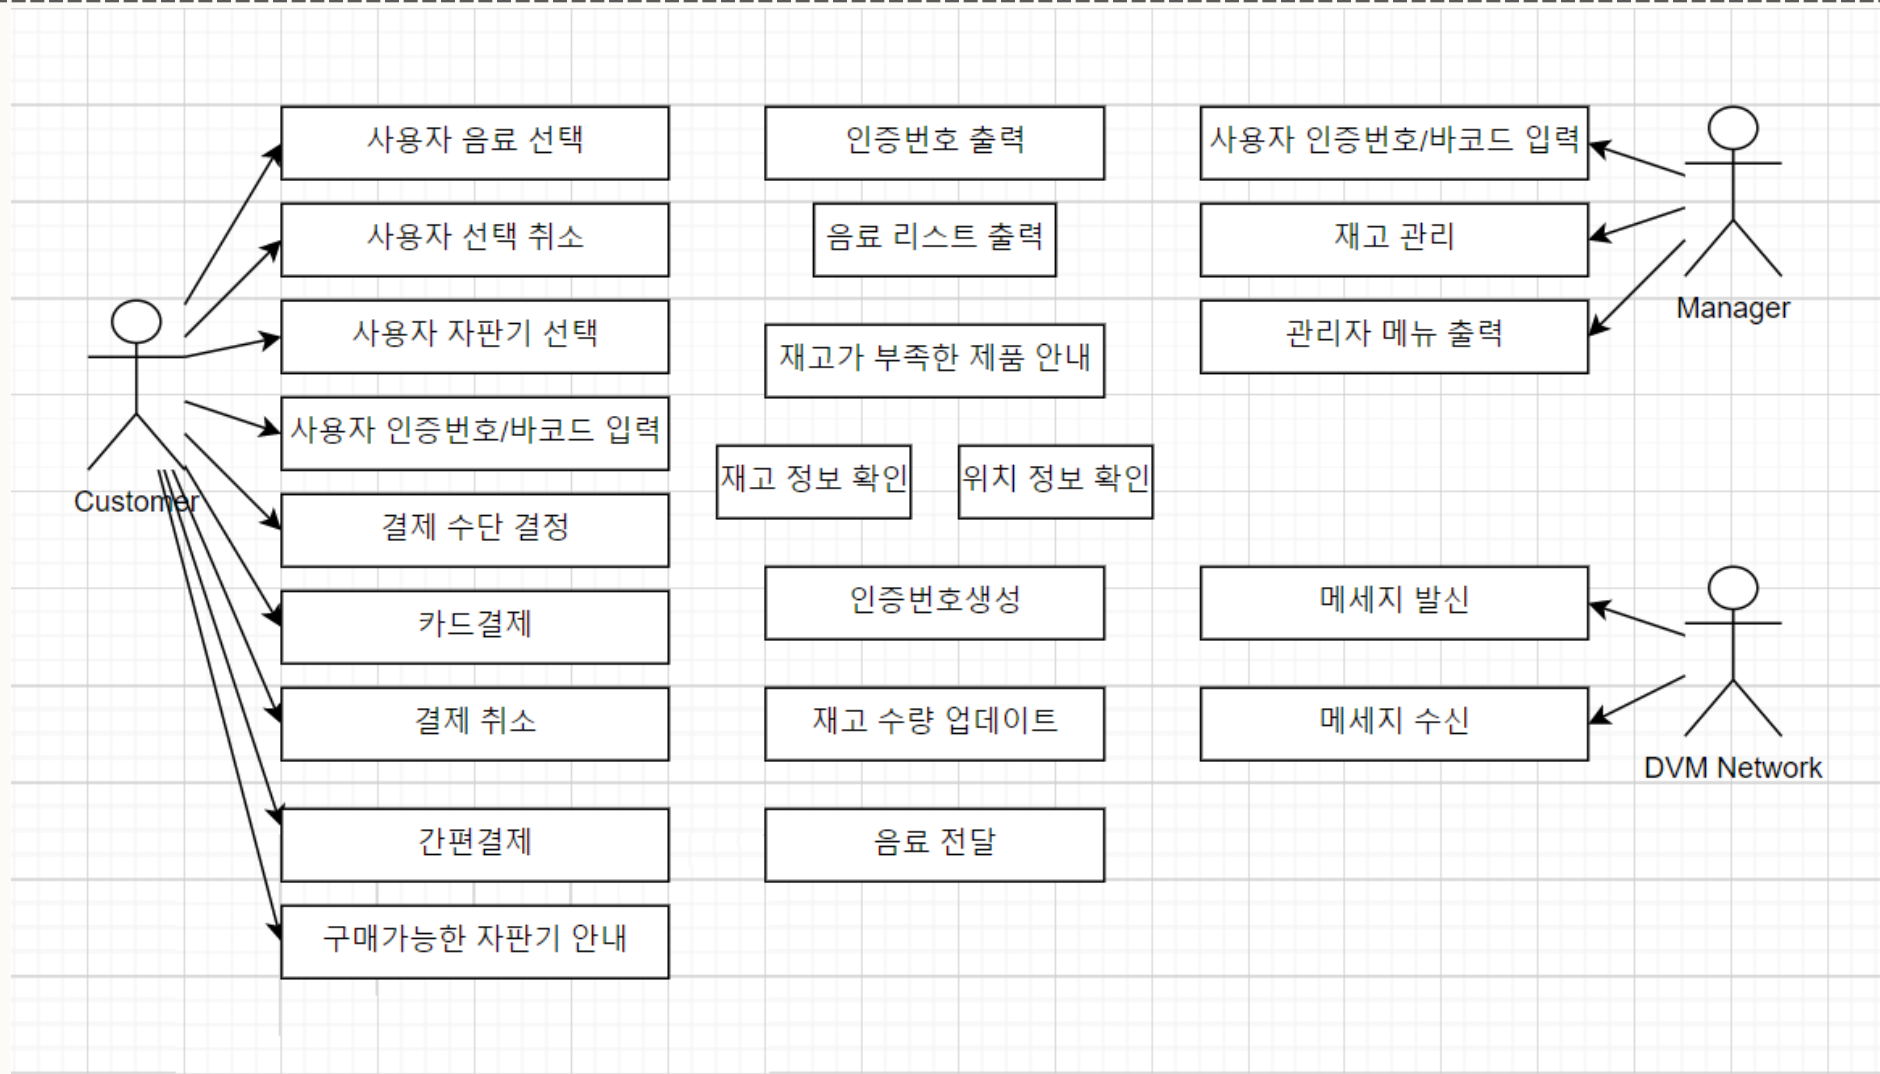 사용자 음료 선택
사용자 선택 취소
사용자 자판기 선택
사용자 인증번호/바코드 입력
결제 수단 결정
카드결제
결제 취소
간편결제
구매가능한 자판기 안내
Customer
인증번호 출력
음료 리스트 출력
재고가 부족한 제품 안내
재고 정보 확인
위치 정보 확인
인증번호생성
재고 수량 업데이트
음료 전달
사용자 인증번호/바코드 입력
재고 관리
관리자 메뉴 출력
Manager
메세지 발신
메세지 수신
DVM Network